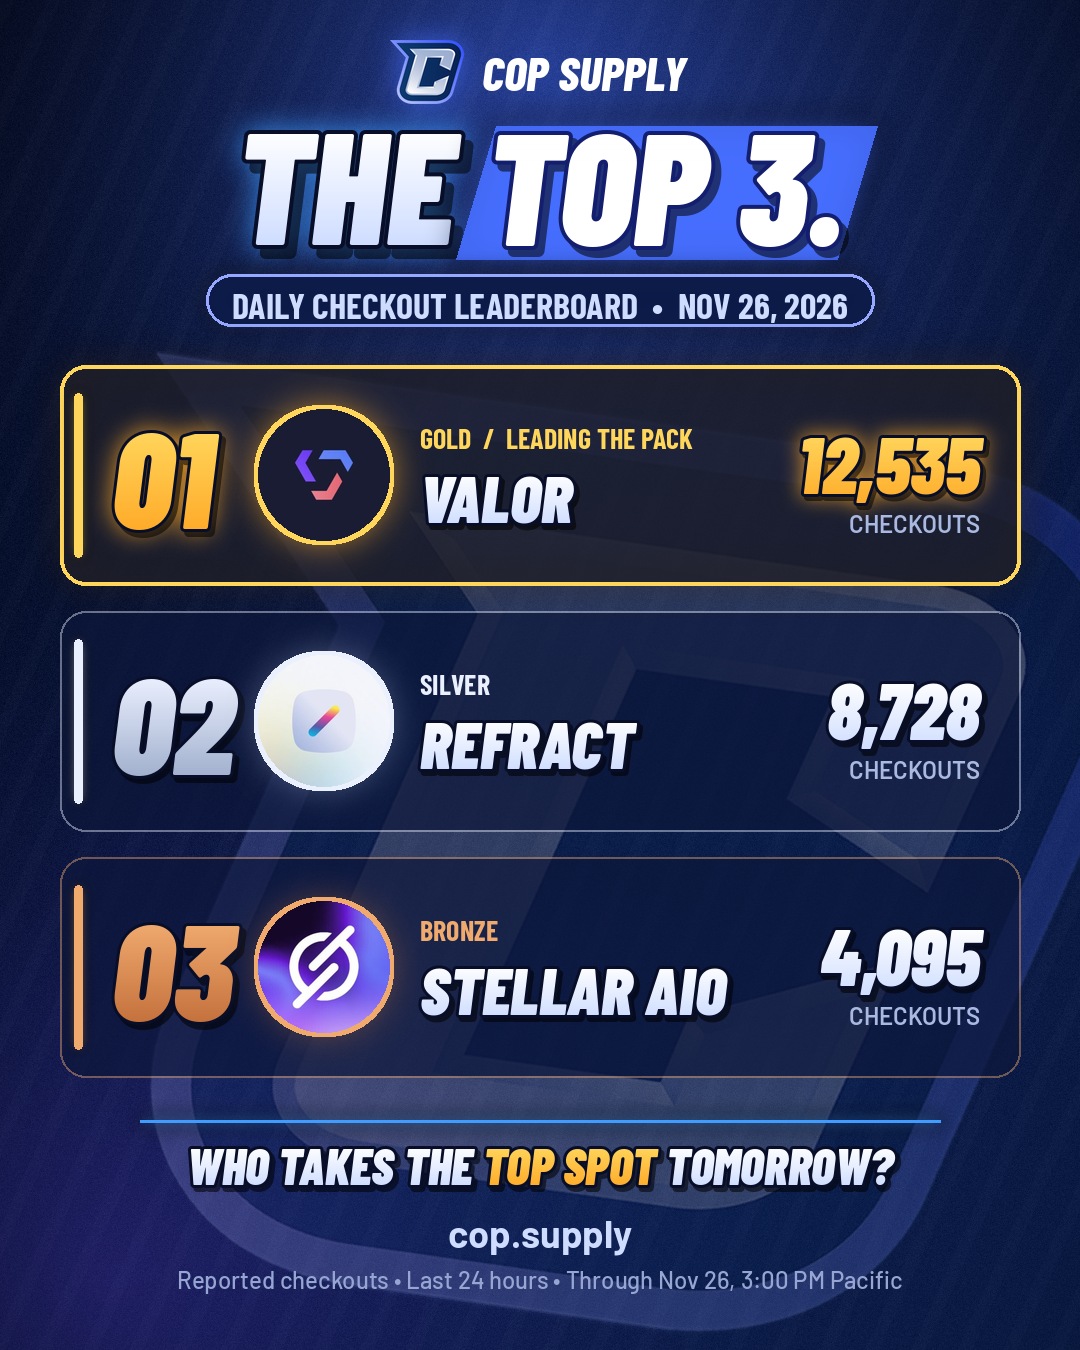 COP SUPPLY
THE TOP 3.
DAILY CHECKOUT LEADERBOARD • NOV 26, 2026
01
GOLD / LEADING THE PACK
VALOR
12,535
CHECKOUTS
02
SILVER
REFRACT
8,728
CHECKOUTS
03
BRONZE
STELLAR AIO
4,095
CHECKOUTS
WHO TAKES THE TOP SPOT TOMORROW?
cop.supply
Reported checkouts • Last 24 hours • Through Nov 26, 3:00 PM Pacific